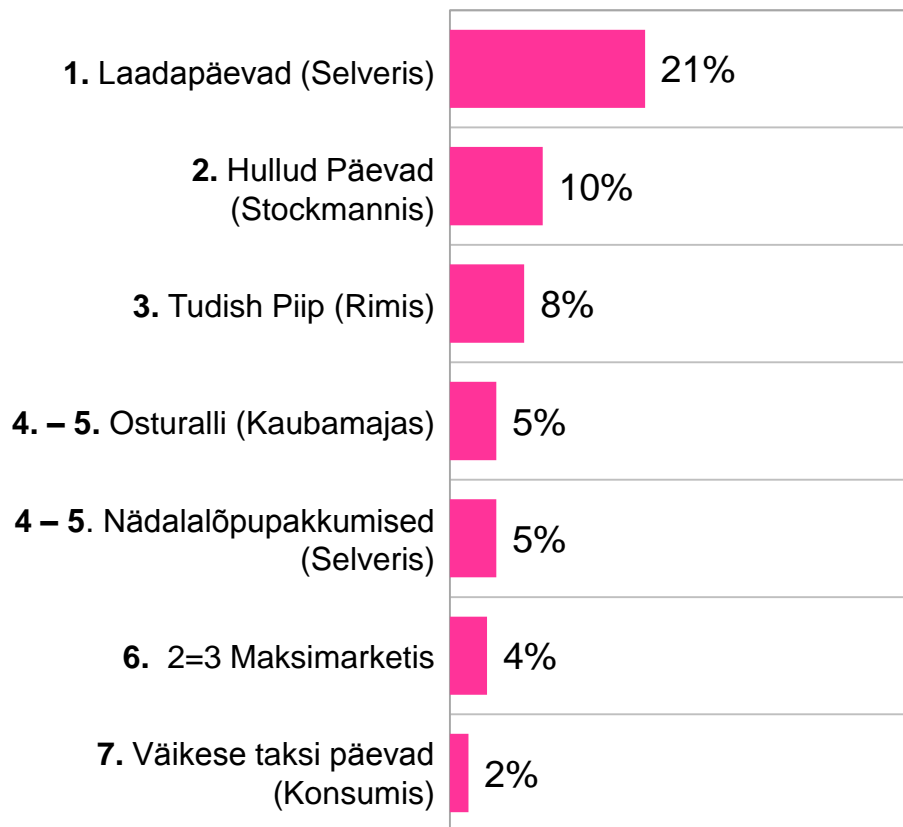 1. Laadapäevad (Selveris)
21%
2. Hullud Päevad
(Stockmannis)
10%
3. Tudish Piip (Rimis)
8%
4. – 5. Osturalli (Kaubamajas)
5%
4 – 5. Nädalalõpupakkumised
(Selveris)
5%
6. 2=3 Maksimarketis
4%
7. Väikese taksi päevad
(Konsumis)
2%